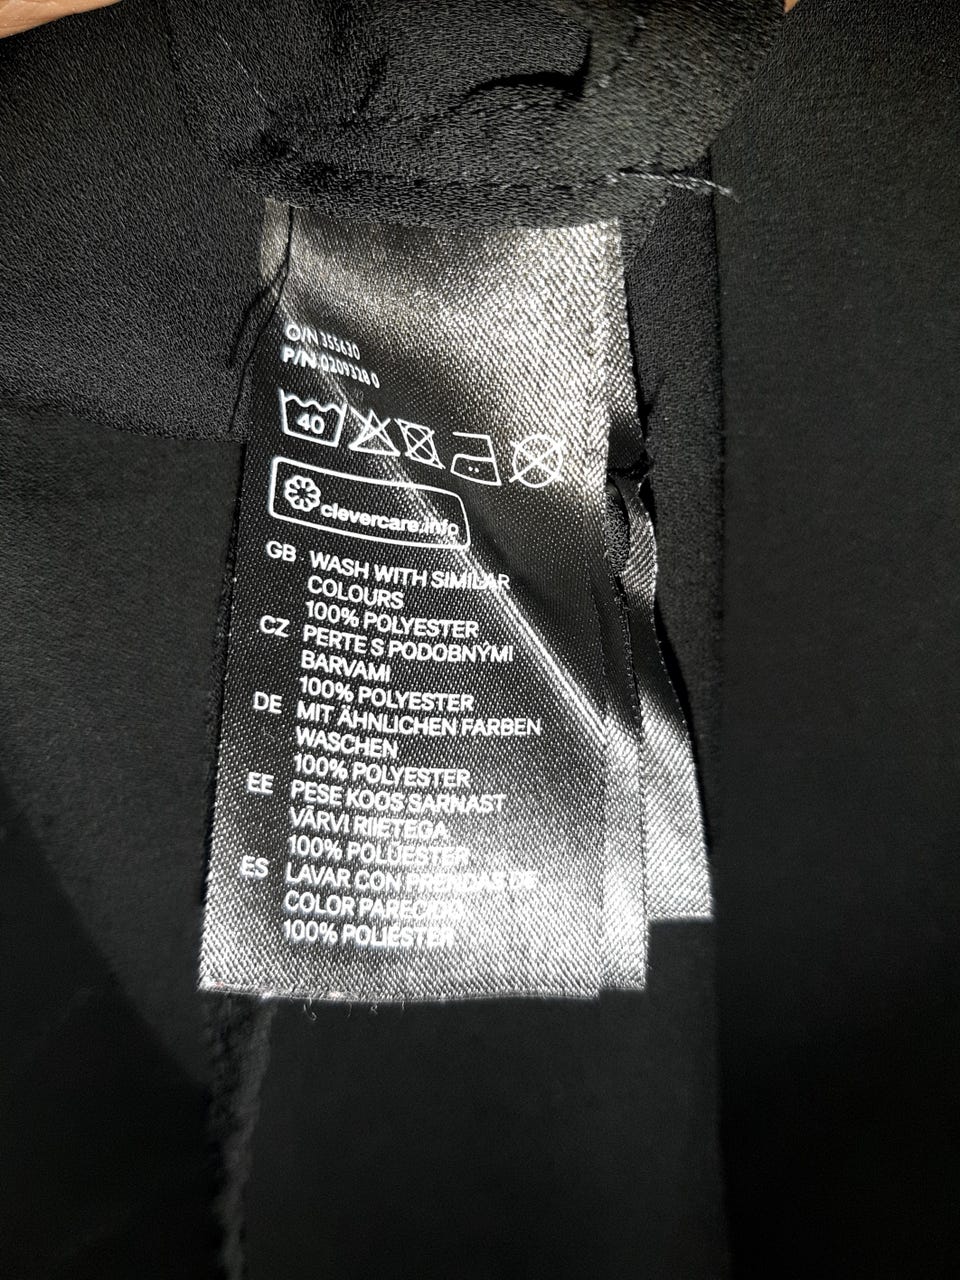 O/N 355630
P/N 0209328 0
40
clevercare.info
GB WASH WITH SIMILAR
COLOURS
100% POLYESTER
CZ PERTE S PODOBNÝMI
BARVAMI
100% POLYESTER
DE MIT ÄHNLICHEN FARBEN
WASCHEN
100% POLYESTER
EE PESE KOOS SARNAST
VÄRVI RIIETEGA
100% POLÜESTER
ES LAVAR CON PRENDAS DE
COLOR PARECIDO
100% POLIESTER